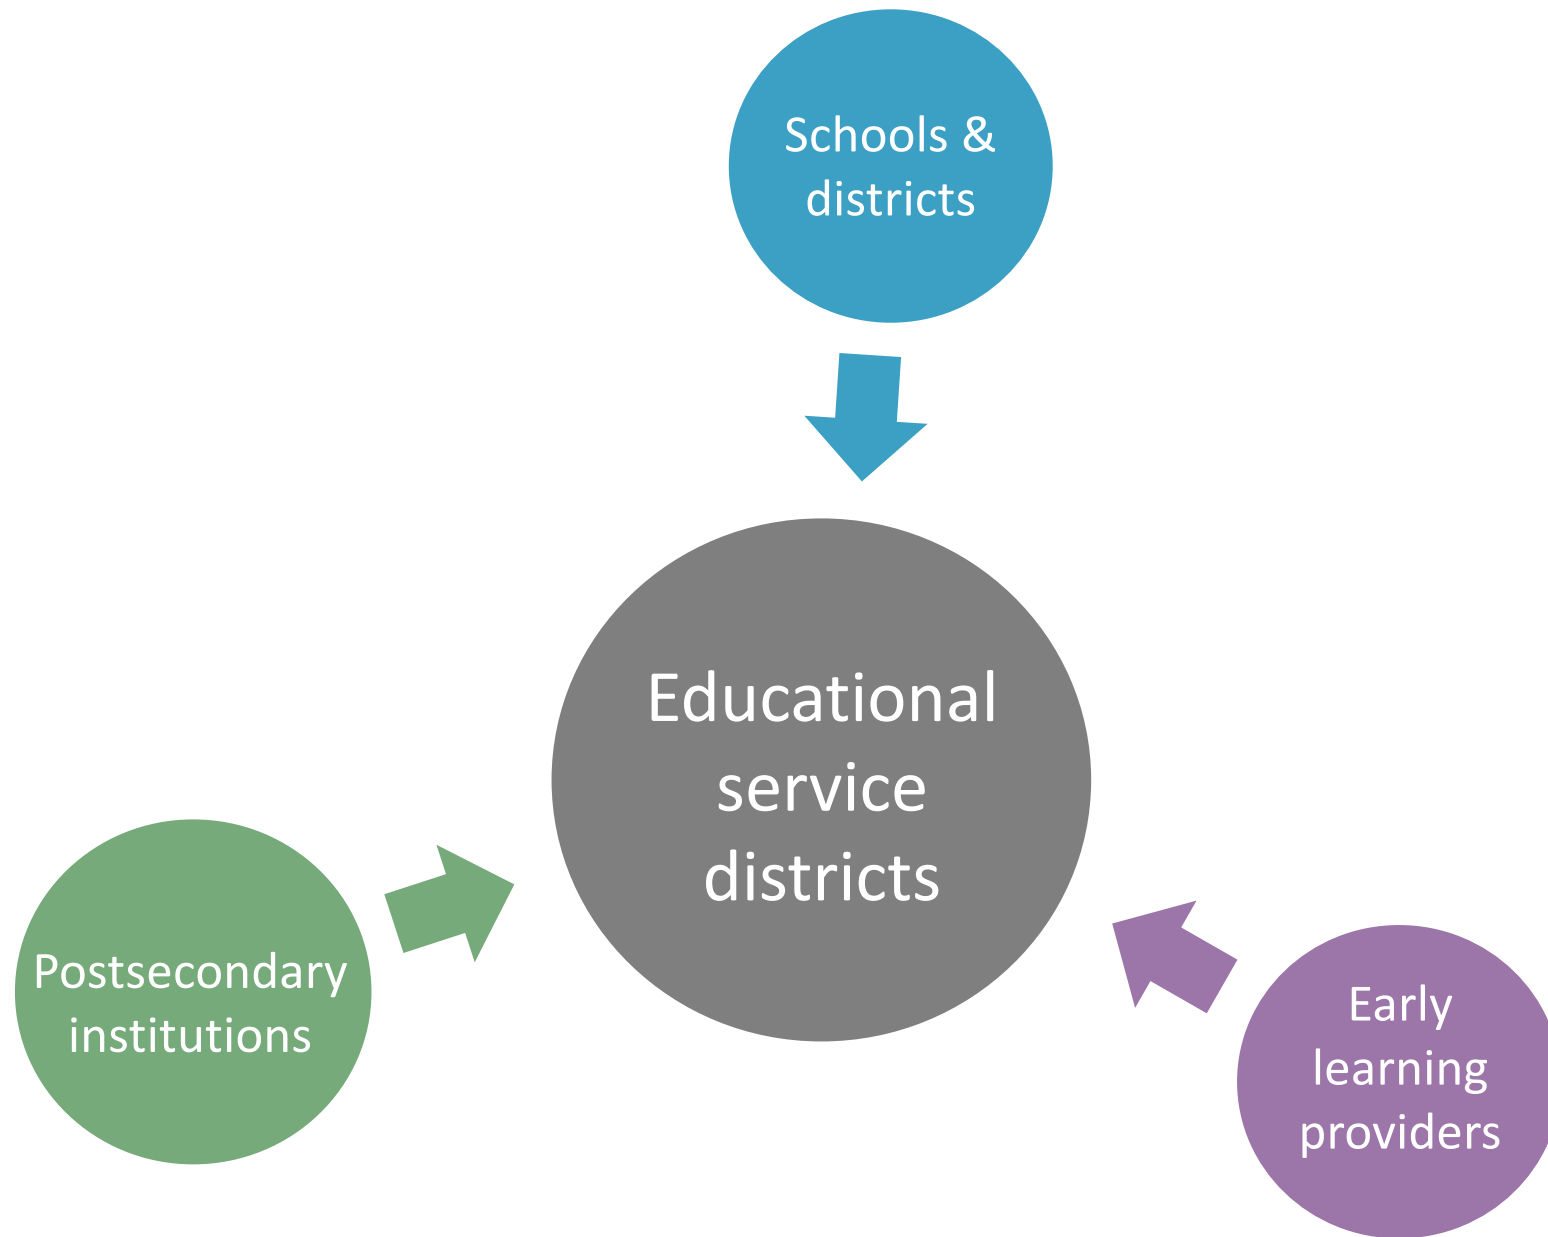 Schools &
districts
Educational
service
districts
Postsecondary
institutions
Early
learning
providers